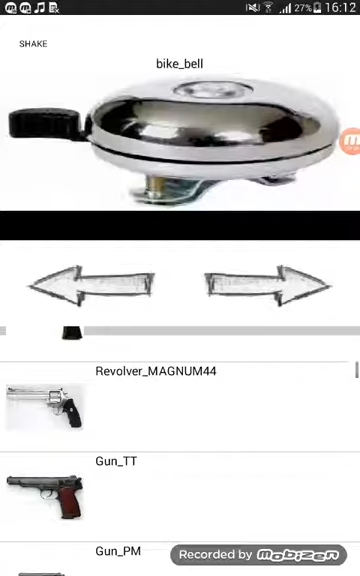 27% 16:12
SHAKE
bike_bell
Revolver_MAGNUM44
Gun_TT
Gun_PM
Recorded by Mobizen